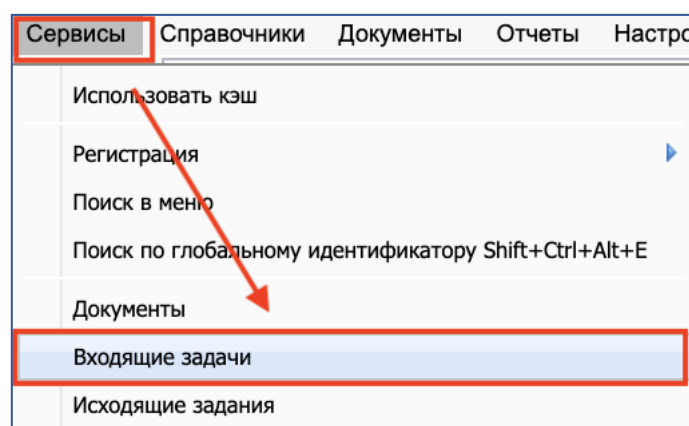 Сервисы Справочники Документы Отчеты Настро
Использовать кэш
Регистрация
Поиск в меню
Поиск по глобальному идентификатору Shift+Ctrl+Alt+E
Документы
Входящие задачи
Исходящие задания